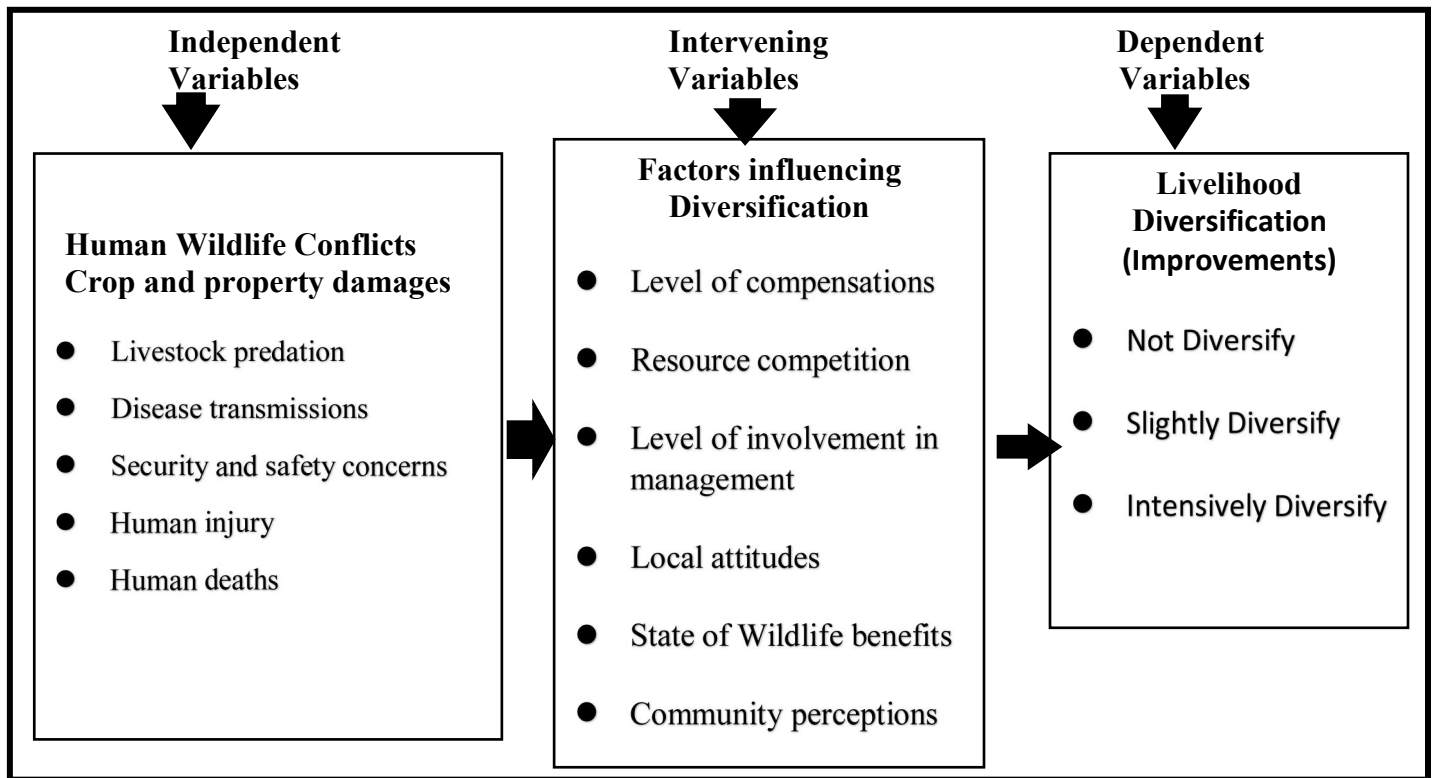 Independent
Variables
Human Wildlife Conflicts
Crop and property damages
● Livestock predation
● Disease transmissions
● Security and safety concerns
● Human injury
● Human deaths
Intervening
Variables
Factors influencing
Diversification
● Level of compensations
● Resource competition
● Level of involvement in
management
● Local attitudes
● State of Wildlife benefits
● Community perceptions
Dependent
Variables
Livelihood
Diversification
(Improvements)
● Not Diversify
● Slightly Diversify
● Intensively Diversify